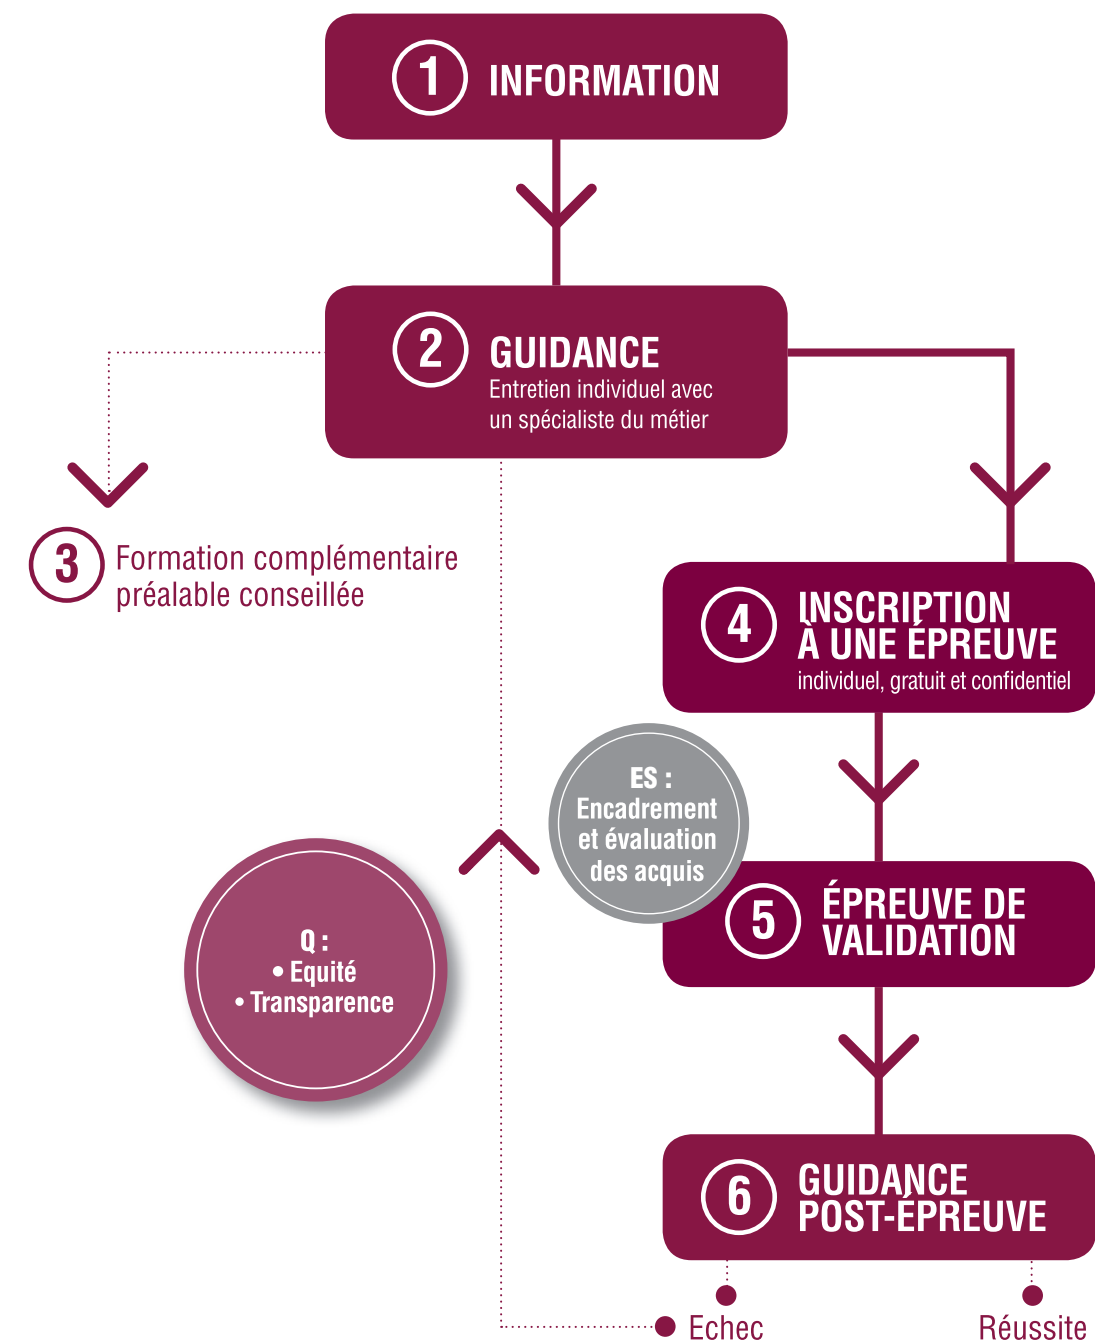 1 INFORMATION
2 GUIDANCE
Entretien individuel avec
un spécialiste du métier
3 Formation complémentaire
préalable conseillée
4 INSCRIPTION
À UNE ÉPREUVE
individuel, gratuit et confidentiel
ES :
Encadrement
et évaluation
des acquis
5 ÉPREUVE DE
VALIDATION
Q :
• Equité
• Transparence
6 GUIDANCE
POST-ÉPREUVE
Echec
Réussite